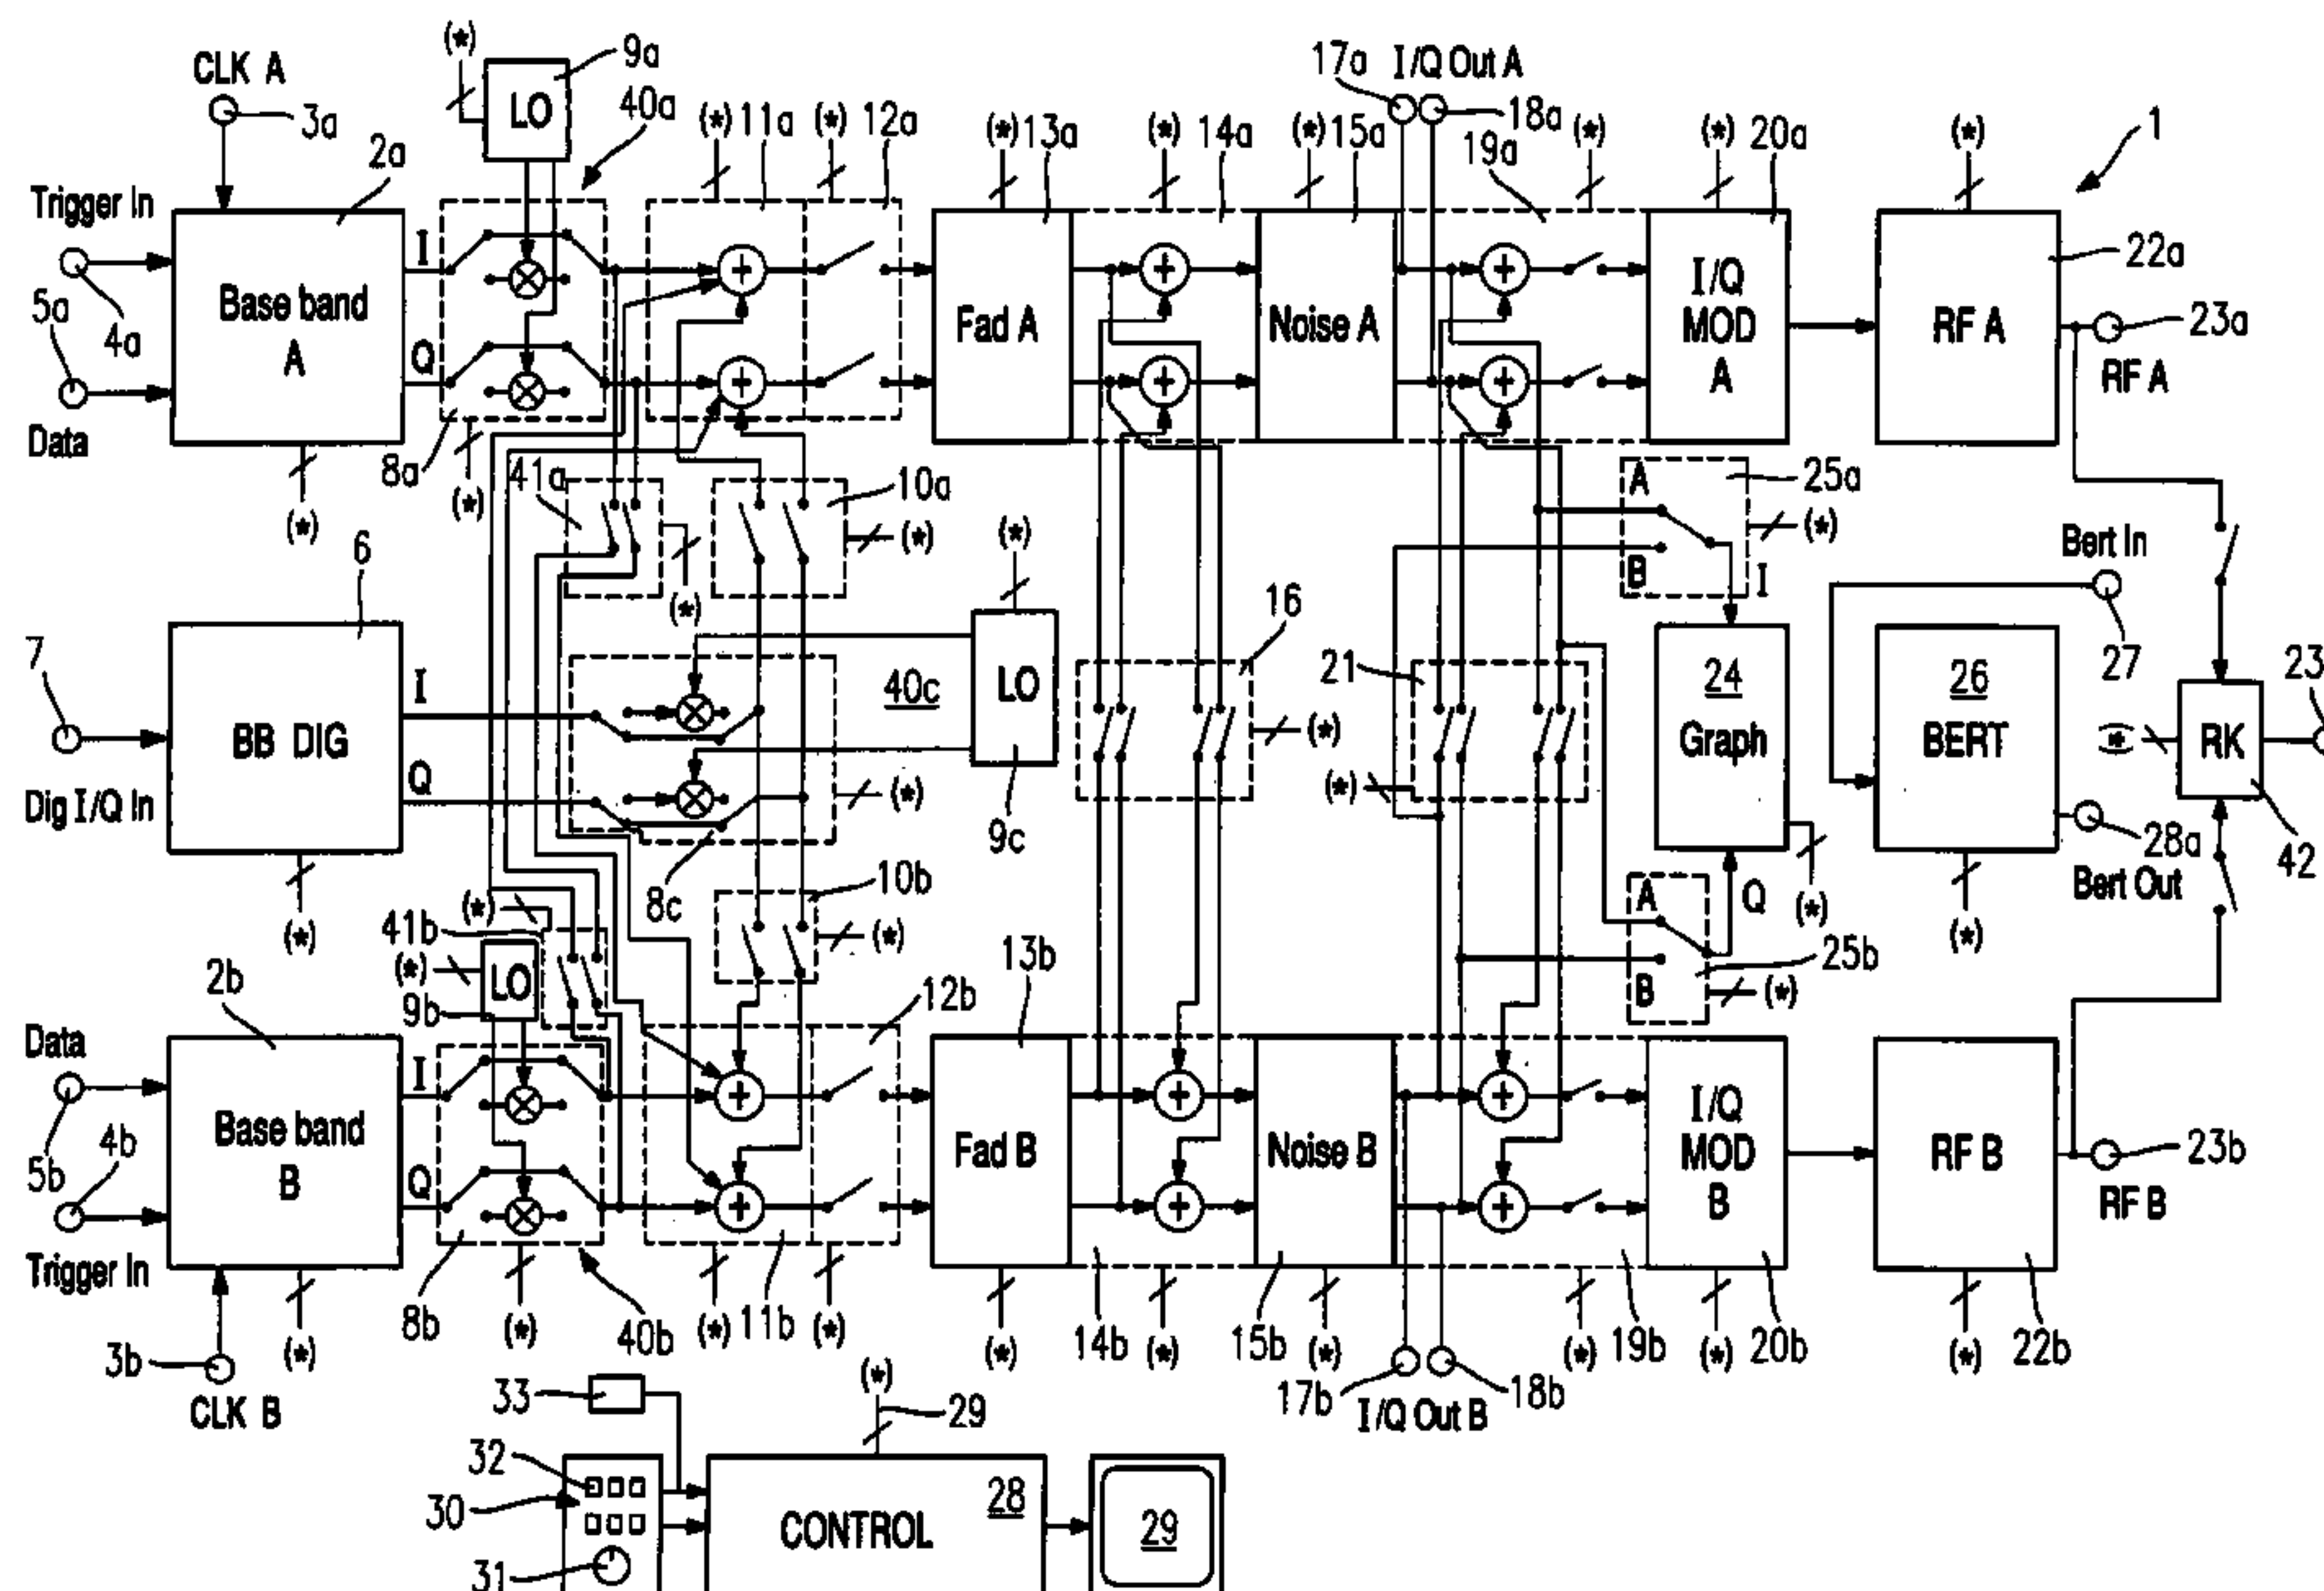 CLK A
3a
2a
Trigger In
4a
5a
Data
Base band
A
I
Q
(*)
(*)
LO
9a
40a
8a
(*)
(*) 11a (*) 12a
(*) 13a
(*)
14a
(*) 15a
17a I/Q Out A
18a
19a
(*)
(*)
20a
(*)
1
Fad A
Noise A
I/Q
MOD
A
RF A
22a
23a
RF A
41a
(*)
10a
(*)
A
B
I
25a
(*)
Bert In
27
6
7
Dig I/Q In
BB DIG
I
Q
(*)
40c
8c
(*)
(*)
LO
9c
16
(*)
21
(*)
24
Graph
(*)
26
BERT
(*)
28a
Bert Out
(*)
RK
42
23
10b
(*)
A
B
Q
25b
(*)
(*)
41b
(*)
LO
9b
2b
Data
5b
4b
Trigger In
Base band
B
I
Q
3b
CLK B
(*)
8b
(*)
40b
(*) 11b (*)
12b
13b
Fad B
(*)
14b
(*)
Noise B
15b
(*)
17b
I/Q Out B
18b
(*)
19b
I/Q
MOD
B
(*)
20b
RF B
(*)
22b
23b
RF B
33
32
30
31
(*)
29
CONTROL
28
29